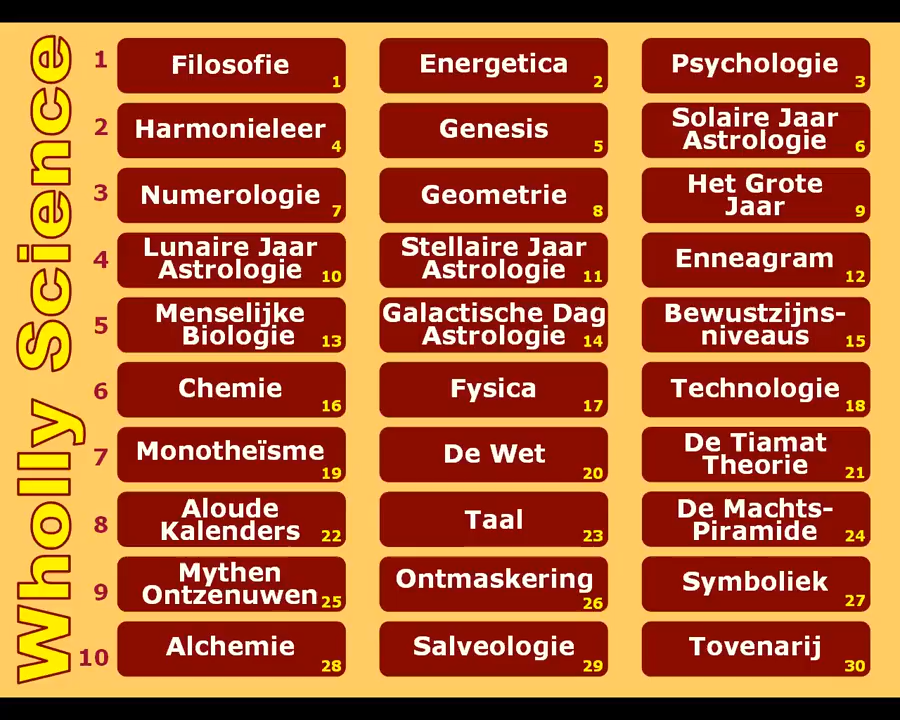 Wholly Science
1
Filosofie
1
Energetica
2
Psychologie
3
2
Harmonieleer
4
Genesis
5
Solaire Jaar
Astrologie
6
3
Numerologie
7
Geometrie
8
Het Grote
Jaar
9
4
Lunaire Jaar
Astrologie
10
Stellaire Jaar
Astrologie
11
Enneagram
12
5
Menselijke
Biologie
13
Galactische Dag
Astrologie
14
Bewustzijns-
niveaus
15
6
Chemie
16
Fysica
17
Technologie
18
7
Monotheïsme
19
De Wet
20
De Tiamat
Theorie
21
8
Aloude
Kalenders
22
Taal
23
De Machts-
Piramide
24
9
Mythen
Ontzenuwen
25
Ontmaskering
26
Symboliek
27
10
Alchemie
28
Salveologie
29
Tovenarij
30